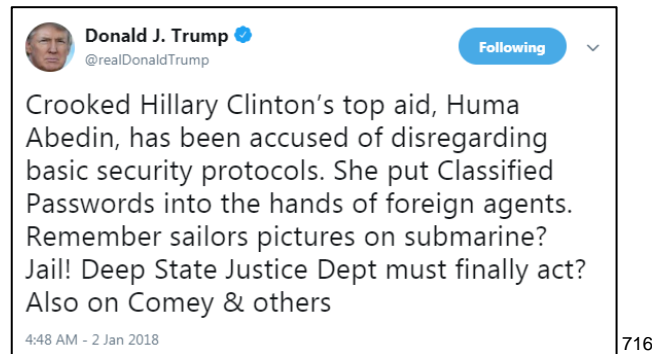 Donald J. Trump
@realDonaldTrump
Following
Crooked Hillary Clinton's top aid, Huma
Abedin, has been accused of disregarding
basic security protocols. She put Classified
Passwords into the hands of foreign agents.
Remember sailors pictures on submarine?
Jail! Deep State Justice Dept must finally act?
Also on Comey & others
4:48 AM - 2 Jan 2018
716